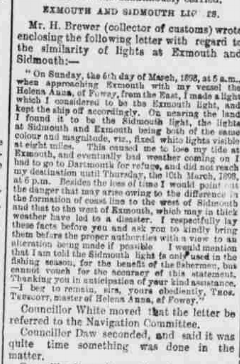 EXMOUTH AND SIDMOUTH LIGHTS.
Mr. H. Brewer (collector of customs) wrote
enclosing the following letter with regard to
the similarity of lights at Exmouth and
Sidmouth:—
"On Sunday, the 6th day of March, 1898, at 5 a.m.,
when approaching Exmouth with my vessel the
Helena Anna, of Fowey, from the East, I made a light
which I considered to be the Exmouth light, and
kept the ship off accordingly. On nearing the land
I found it to be the Sidmouth light, the lights
at Sidmouth and Exmouth being both of the same
colour and magnitude, viz., fixed white lights visible
at eight miles. This caused me to lose my tide at
Exmouth, and eventually bad weather coming on I
had to go to Dartmouth for refuge, and did not reach
my destination until Thursday, the 10th March, 1898,
p.m. Besides the loss of time I would point out
the danger that may arise owing to the difference in
the formation of coast line to the west of Sidmouth
and that to the west of Exmouth, which may in thick
weather have led to a disaster. I respectfully lay
these facts before you and ask you to kindly bring
them before the proper authorities with a view to an
alteration being made if possible I would mention
that I am told the Sidmouth light is only used in the
fishing season, for the benefit of the fishermen, but
cannot vouch for the accuracy of this statement.
Thanking you in anticipation of your kind assistance.
—I beg to remain, sirs, yours obediently, THOS.
master of Helena Anna, of Fowey."
Councillor White moved that the letter be
referred to the Navigation Committee.
Councillor Daw seconded, and said it was
quite time something was done in the
matter.